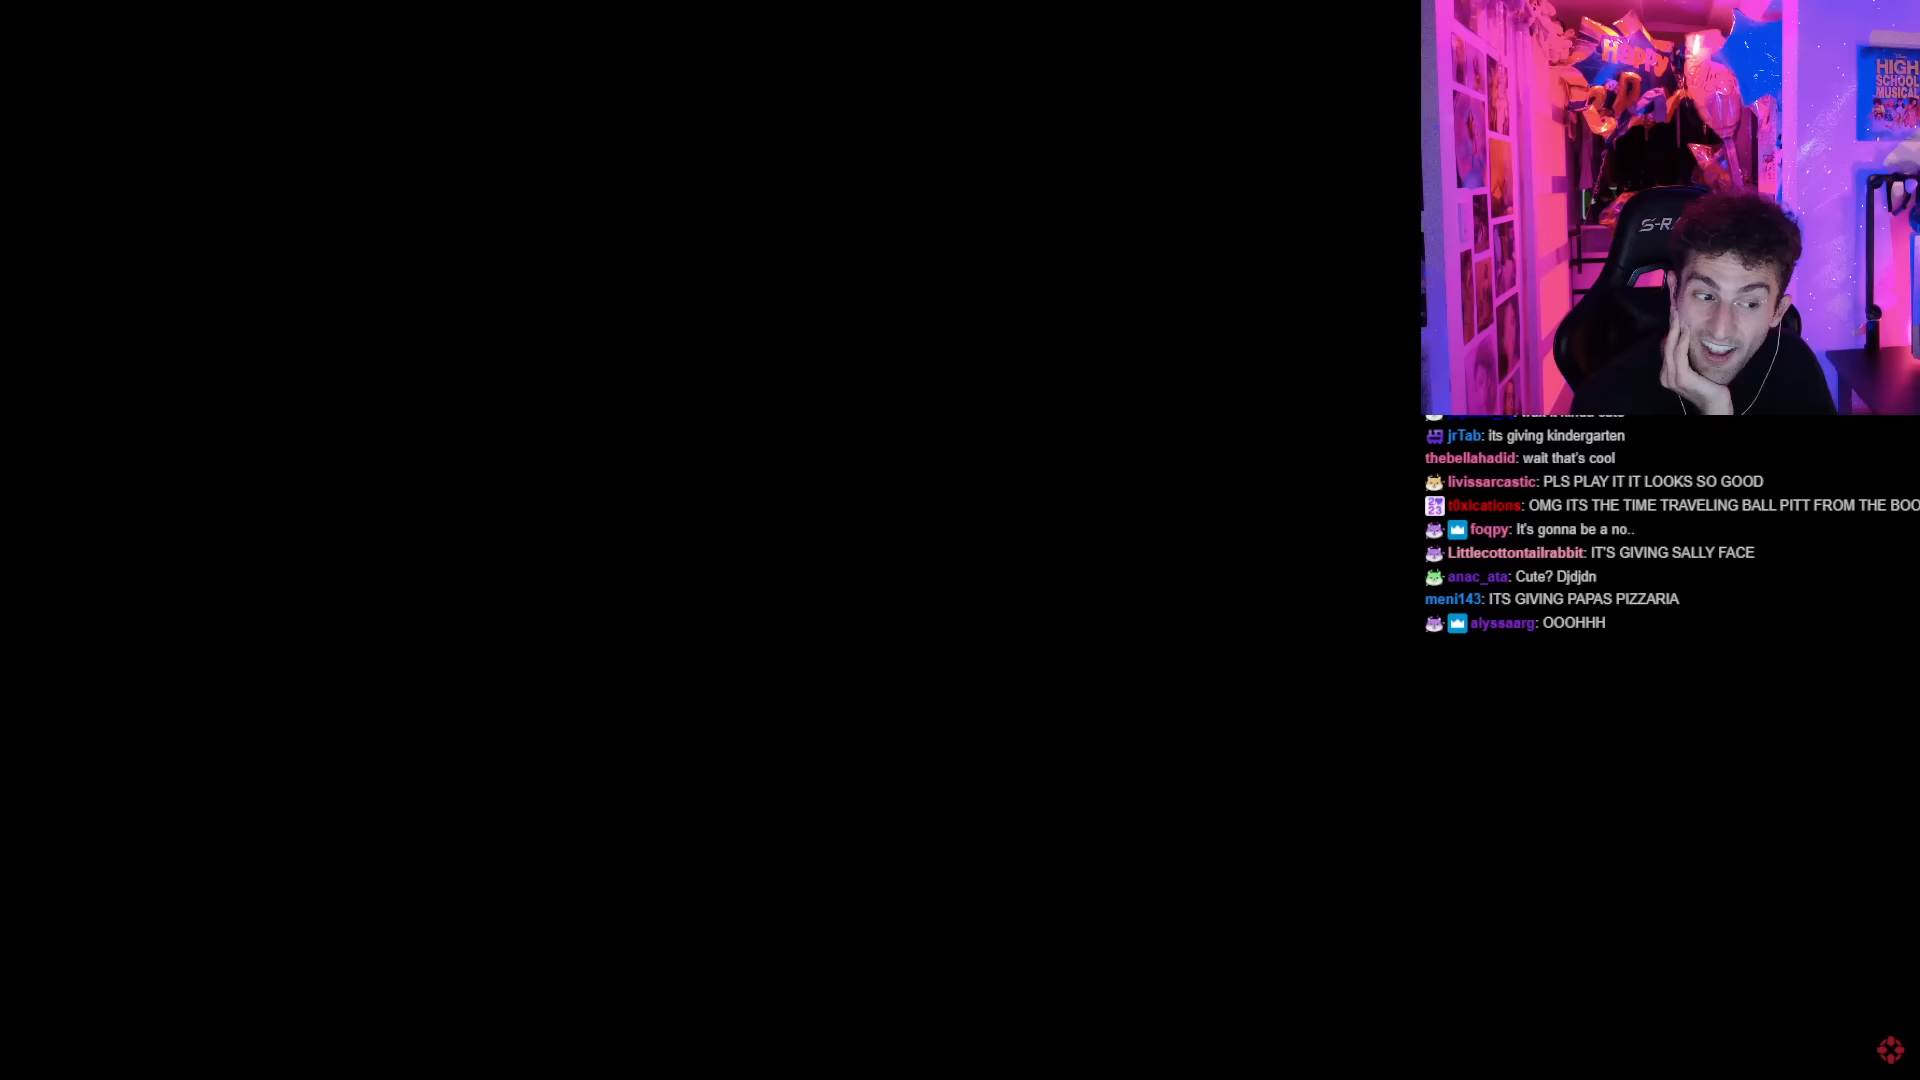 Happy
HIGH
SCHOOL
MUSICAL
S-RA
jrTab: its giving kindergarten
thebellahadid: wait that's cool
livissarcastic: PLS PLAY IT IT LOOKS SO GOOD
t0xications: OMG ITS THE TIME TRAVELING BALL PITT FROM THE BOO
foqpy: It's gonna be a no..
Littlecottontailrabbit: IT'S GIVING SALLY FACE
anac_ata: Cute? Djdjdn
meni143: ITS GIVING PAPAS PIZZARIA
alyssaarg: OOOHHH